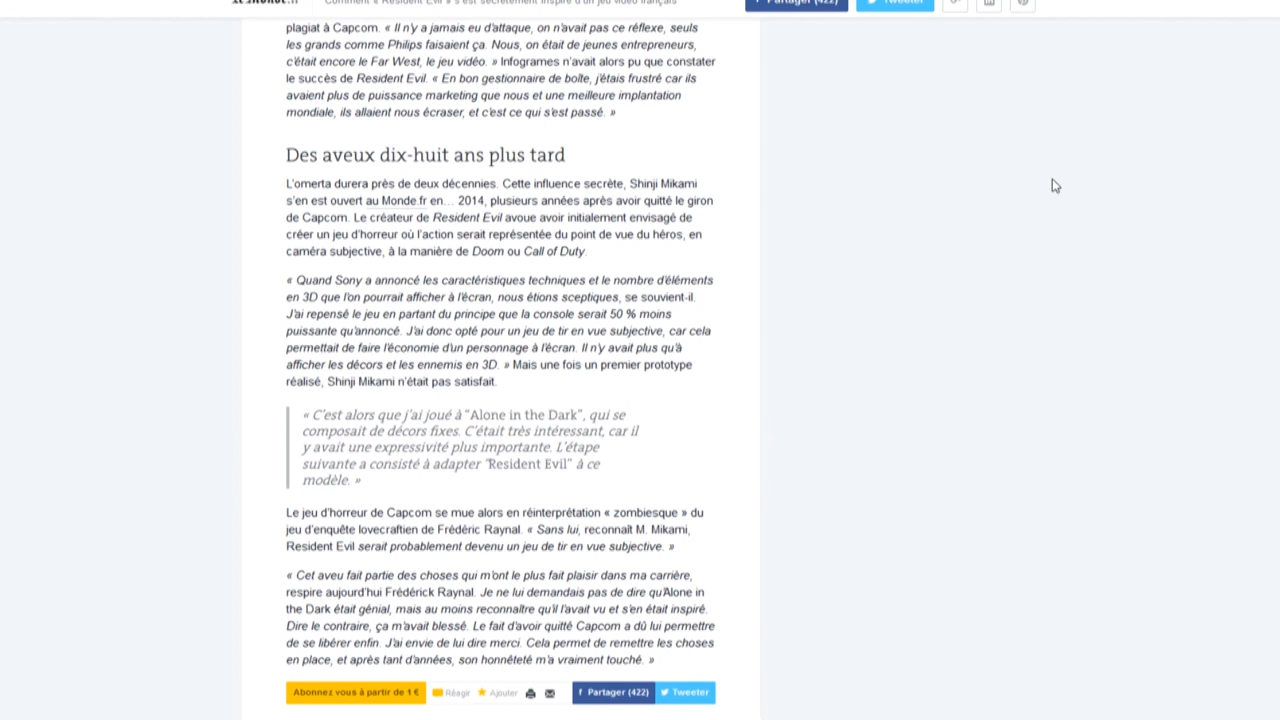 Comment « Resident Evil » s'est secrètement inspiré d'un jeu vidéo français
Partager (422)
Tweeter
plagiat à Capcom. « Il n'y a jamais eu d'attaque, on n'avait pas ce réflexe, seuls
les grands comme Philips faisaient ça. Nous, on était de jeunes entrepreneurs,
c'était encore le Far West, le jeu vidéo. » Infogrames n'avait alors pu que constater
le succès de Resident Evil. « En bon gestionnaire de boîte, j'étais frustré car ils
avaient plus de puissance marketing que nous et une meilleure implantation
mondiale, ils allaient nous écraser, et c'est ce qui s'est passé. »
Des aveux dix-huit ans plus tard
L'omerta durera près de deux décennies. Cette influence secrète, Shinji Mikami
s'en est ouvert au Monde.fr en… 2014, plusieurs années après avoir quitté le giron
de Capcom. Le créateur de Resident Evil avoue avoir initialement envisagé de
créer un jeu d'horreur où l'action serait représentée du point de vue du héros, en
caméra subjective, à la manière de Doom ou Call of Duty.
« Quand Sony a annoncé les caractéristiques techniques et le nombre d'éléments
en 3D que l'on pourrait afficher à l'écran, nous étions sceptiques, se souvient-il.
J'ai repensé le jeu en partant du principe que la console serait 50 % moins
puissante qu'annoncé. J'ai donc opté pour un jeu de tir en vue subjective, car cela
permettait de faire l'économie d'un personnage à l'écran. Il n'y avait plus qu'à
afficher les décors et les ennemis en 3D. » Mais une fois un premier prototype
réalisé, Shinji Mikami n'était pas satisfait.
« C'est alors que j'ai joué à "Alone in the Dark", qui se
composait de décors fixes. C'était très intéressant, car il
y avait une expressivité plus importante. L'étape
suivante a consisté à adapter "Resident Evil" à ce
modèle. »
Le jeu d'horreur de Capcom se mue alors en réinterprétation « zombiesque » du
jeu d'enquête lovecraftien de Frédéric Raynal. « Sans lui, reconnaît M. Mikami,
Resident Evil serait probablement devenu un jeu de tir en vue subjective. »
« Cet aveu fait partie des choses qui m'ont le plus fait plaisir dans ma carrière,
respire aujourd'hui Frédérick Raynal. Je ne lui demandais pas de dire qu'Alone in
the Dark était génial, mais au moins reconnaître qu'il l'avait vu et s'en était inspiré.
Dire le contraire, ça m'avait blessé. Le fait d'avoir quitté Capcom a dû lui permettre
de se libérer enfin. J'ai envie de lui dire merci. Cela permet de remettre les choses
en place, et après tant d'années, son honnêteté m'a vraiment touché. »
Abonnez vous à partir de 1 € Réagir Ajouter Partager (422) Tweeter